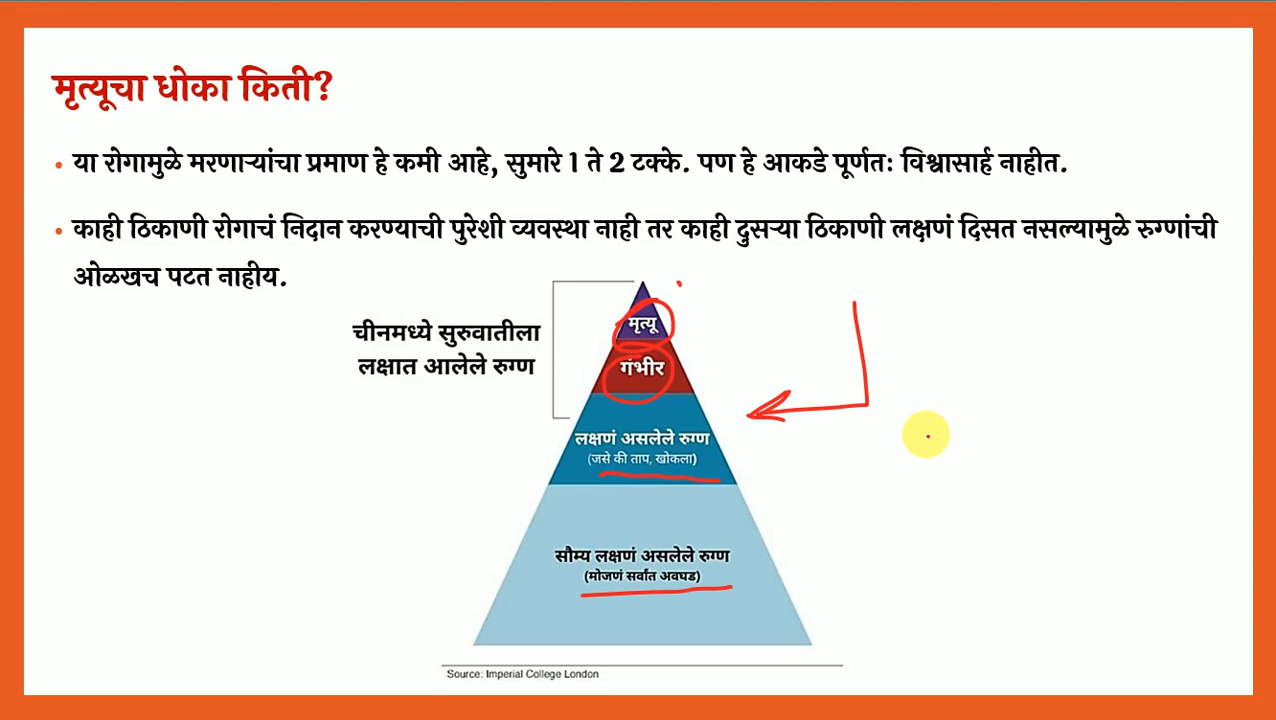 मृत्यूचा धोका किती?
• या रोगामुळे मरणाऱ्यांचा प्रमाण हे कमी आहे, सुमारे 1 ते 2 टक्के. पण हे आकडे पूर्णतः विश्वासार्ह नाहीत.
• काही ठिकाणी रोगाचं निदान करण्याची पुरेशी व्यवस्था नाही तर काही दुसऱ्या ठिकाणी लक्षणं दिसत नसल्यामुळे रुग्णांची
ओळखच पटत नाहीय.
चीनमध्ये सुरुवातीला
लक्षात आलेले रुग्ण
मृत्यू
गंभीर
लक्षणं असलेले रुग्ण
(जसे की ताप, खोकला)
सौम्य लक्षणं असलेले रुग्ण
(मोजणं सर्वांत अवघड)
Source: Imperial College London